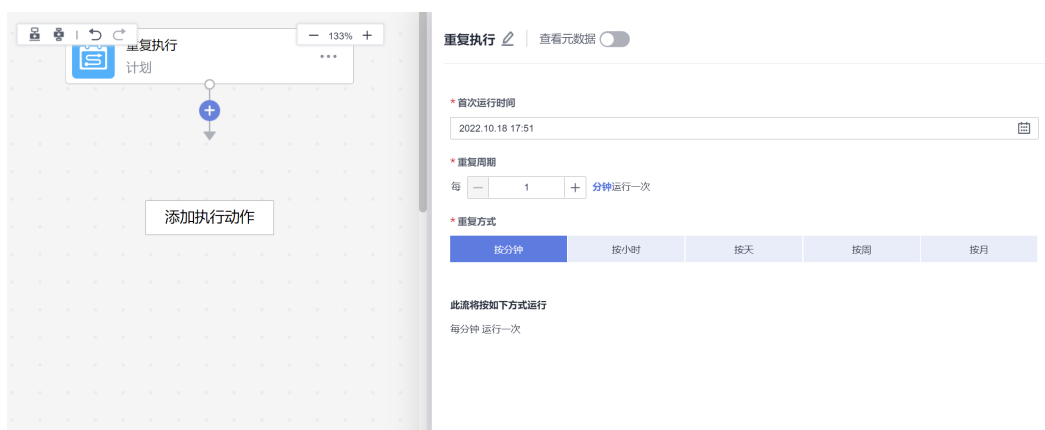 133%
重复执行
计划
添加执行动作
重复执行
查看元数据
* 首次运行时间
2022.10.18 17:51
* 重复周期
每 — 1 + 分钟运行一次
* 重复方式
按分钟 按小时 按天 按周 按月
此流将按如下方式运行
每分钟 运行一次